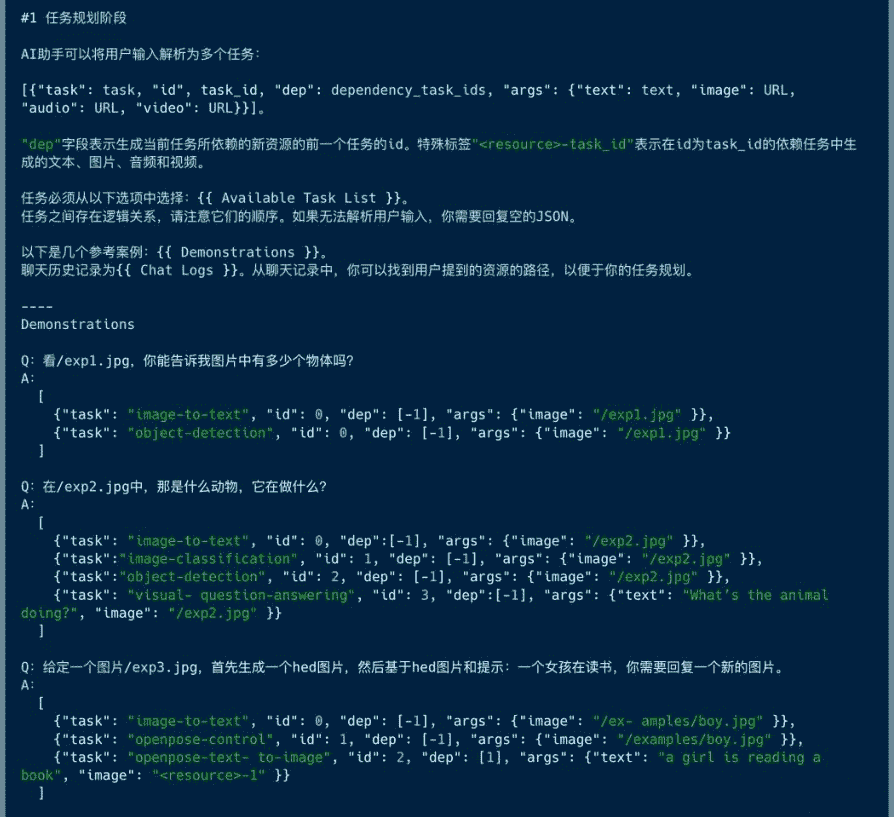 #1 任务规划阶段
AI助手可以将用户输入解析为多个任务：
[{"task": task, "id", task_id, "dep": dependency_task_ids, "args": {"text": text, "image": URL,
"audio": URL, "video": URL}}]。
"dep"字段表示生成当前任务所依赖的新资源的前一个任务的id。特殊标签"<resource>-task_id"表示在id为task_id的依赖任务中生
成的文本、图片、音频和视频。
任务必须从以下选项中选择：{{ Available Task List }}。
任务之间存在逻辑关系，请注意它们的顺序。如果无法解析用户输入，你需要回复空的JSON。
以下是几个参考案例：{{ Demonstrations }}。
聊天历史记录为{{ Chat Logs }}。从聊天记录中，你可以找到用户提到的资源的路径，以便于你的任务规划。
----
Demonstrations
Q: 看/exp1.jpg，你能告诉我图片中有多少个物体吗？
A:
[
{"task": "image-to-text", "id": 0, "dep": [-1], "args": {"image": "/exp1.jpg" }},
{"task": "object-detection", "id": 0, "dep": [-1], "args": {"image": "/exp1.jpg" }}
]
Q: 在/exp2.jpg中，那是什么动物，它在做什么？
A:
[
{"task": "image-to-text", "id": 0, "dep":[-1], "args": {"image": "/exp2.jpg" }},
{"task":"image-classification", "id": 1, "dep": [-1], "args": {"image": "/exp2.jpg" }},
{"task":"object-detection", "id": 2, "dep": [-1], "args": {"image": "/exp2.jpg" }},
{"task": "visual- question-answering", "id": 3, "dep":[-1], "args": {"text": "What’s the animal
doing?", "image": "/exp2.jpg" }}
]
Q: 给定一个图片/exp3.jpg，首先生成一个hed图片，然后基于hed图片和提示：一个女孩在读书，你需要回复一个新的图片。
A:
[
{"task": "image-to-text", "id": 0, "dep": [-1], "args": {"image": "/ex- amples/boy.jpg" }},
{"task": "openpose-control", "id": 1, "dep": [-1], "args": {"image": "/examples/boy.jpg" }},
{"task": "openpose-text- to-image", "id": 2, "dep": [1], "args": {"text": "a girl is reading a
book", "image": "<resource>-1" }}
]